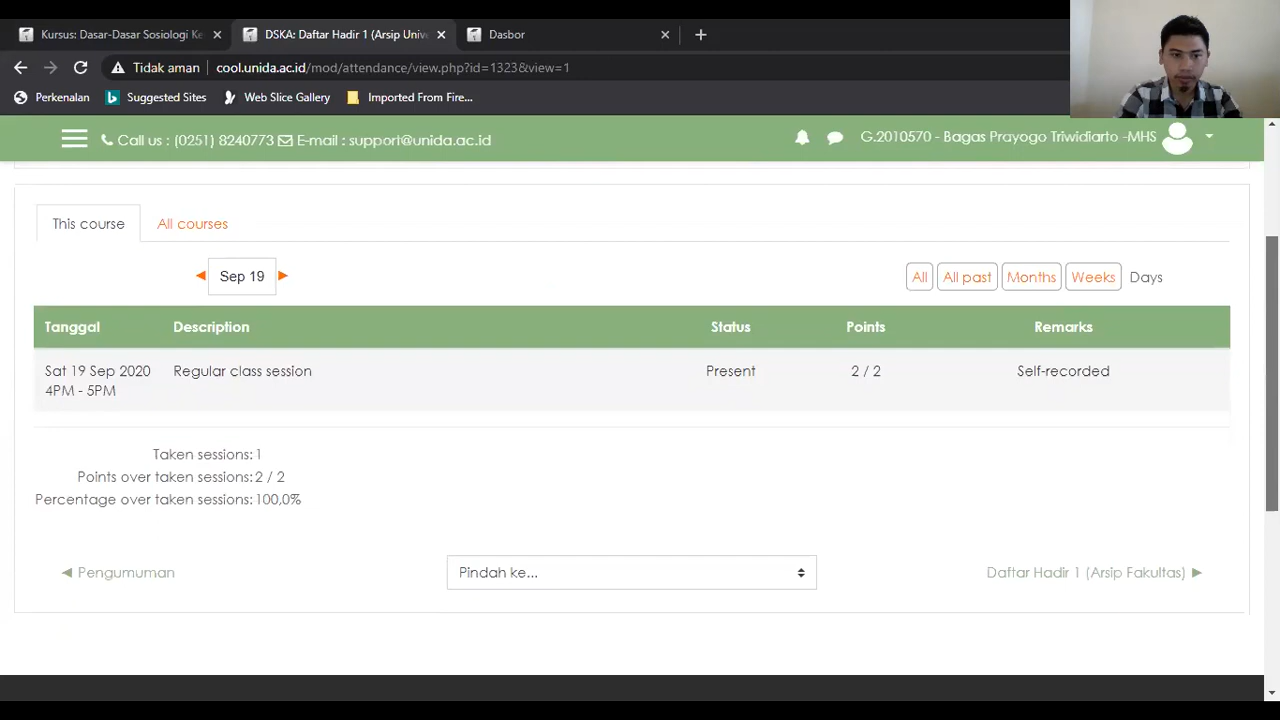 Kursus: Dasar-Dasar Sosiologi Ke
DSKA: Daftar Hadir 1 (Arsip Unive
Dasbor
Tidak aman
cool.unida.ac.id/mod/attendance/view.php?id=1323&view=1
Perkenalan
Suggested Sites
Web Slice Gallery
Imported From Fire...
Call us : (0251) 8240773 E-mail : support@unida.ac.id
G.2010570 - Bagas Prayogo Triwidiarto -MHS
This course
All courses
Sep 19
All
All past
Months
Weeks
Days
Tanggal
Description
Status
Points
Remarks
Sat 19 Sep 2020
4PM - 5PM
Regular class session
Present
2 / 2
Self-recorded
Taken sessions: 1
Points over taken sessions: 2 / 2
Percentage over taken sessions: 100,0%
◄ Pengumuman
Pindah ke...
Daftar Hadir 1 (Arsip Fakultas) ►